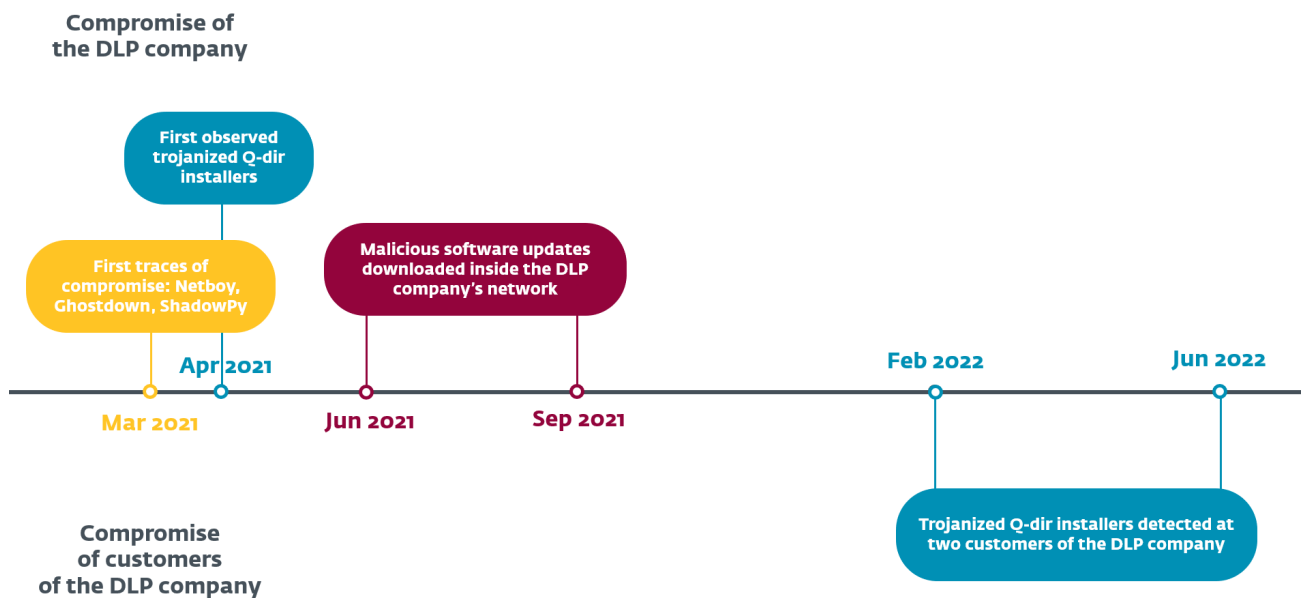 Compromise of
the DLP company
First observed
trojanized Q-dir
installers
First traces of
compromise: Netboy,
Ghostdown, ShadowPy
Malicious software updates
downloaded inside the DLP
company's network
Apr 2021
Mar 2021
Jun 2021
Sep 2021
Feb 2022
Jun 2022
Trojanized Q-dir installers detected at
two customers of the DLP company
Compromise
of customers
of the DLP company